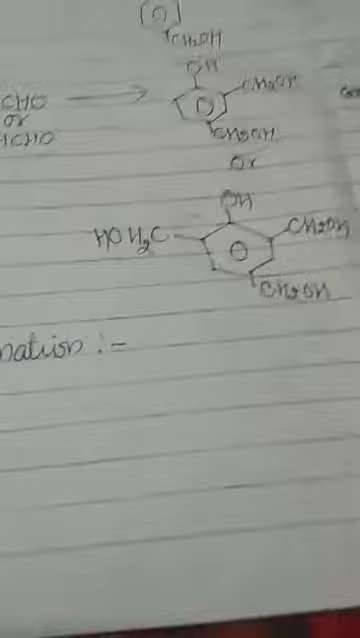 CH2OH
OH
CHO → CH2OH
or
HCHO CH2OH
Or
OH
HOH2C CH2OH
CH2OH
nation :-